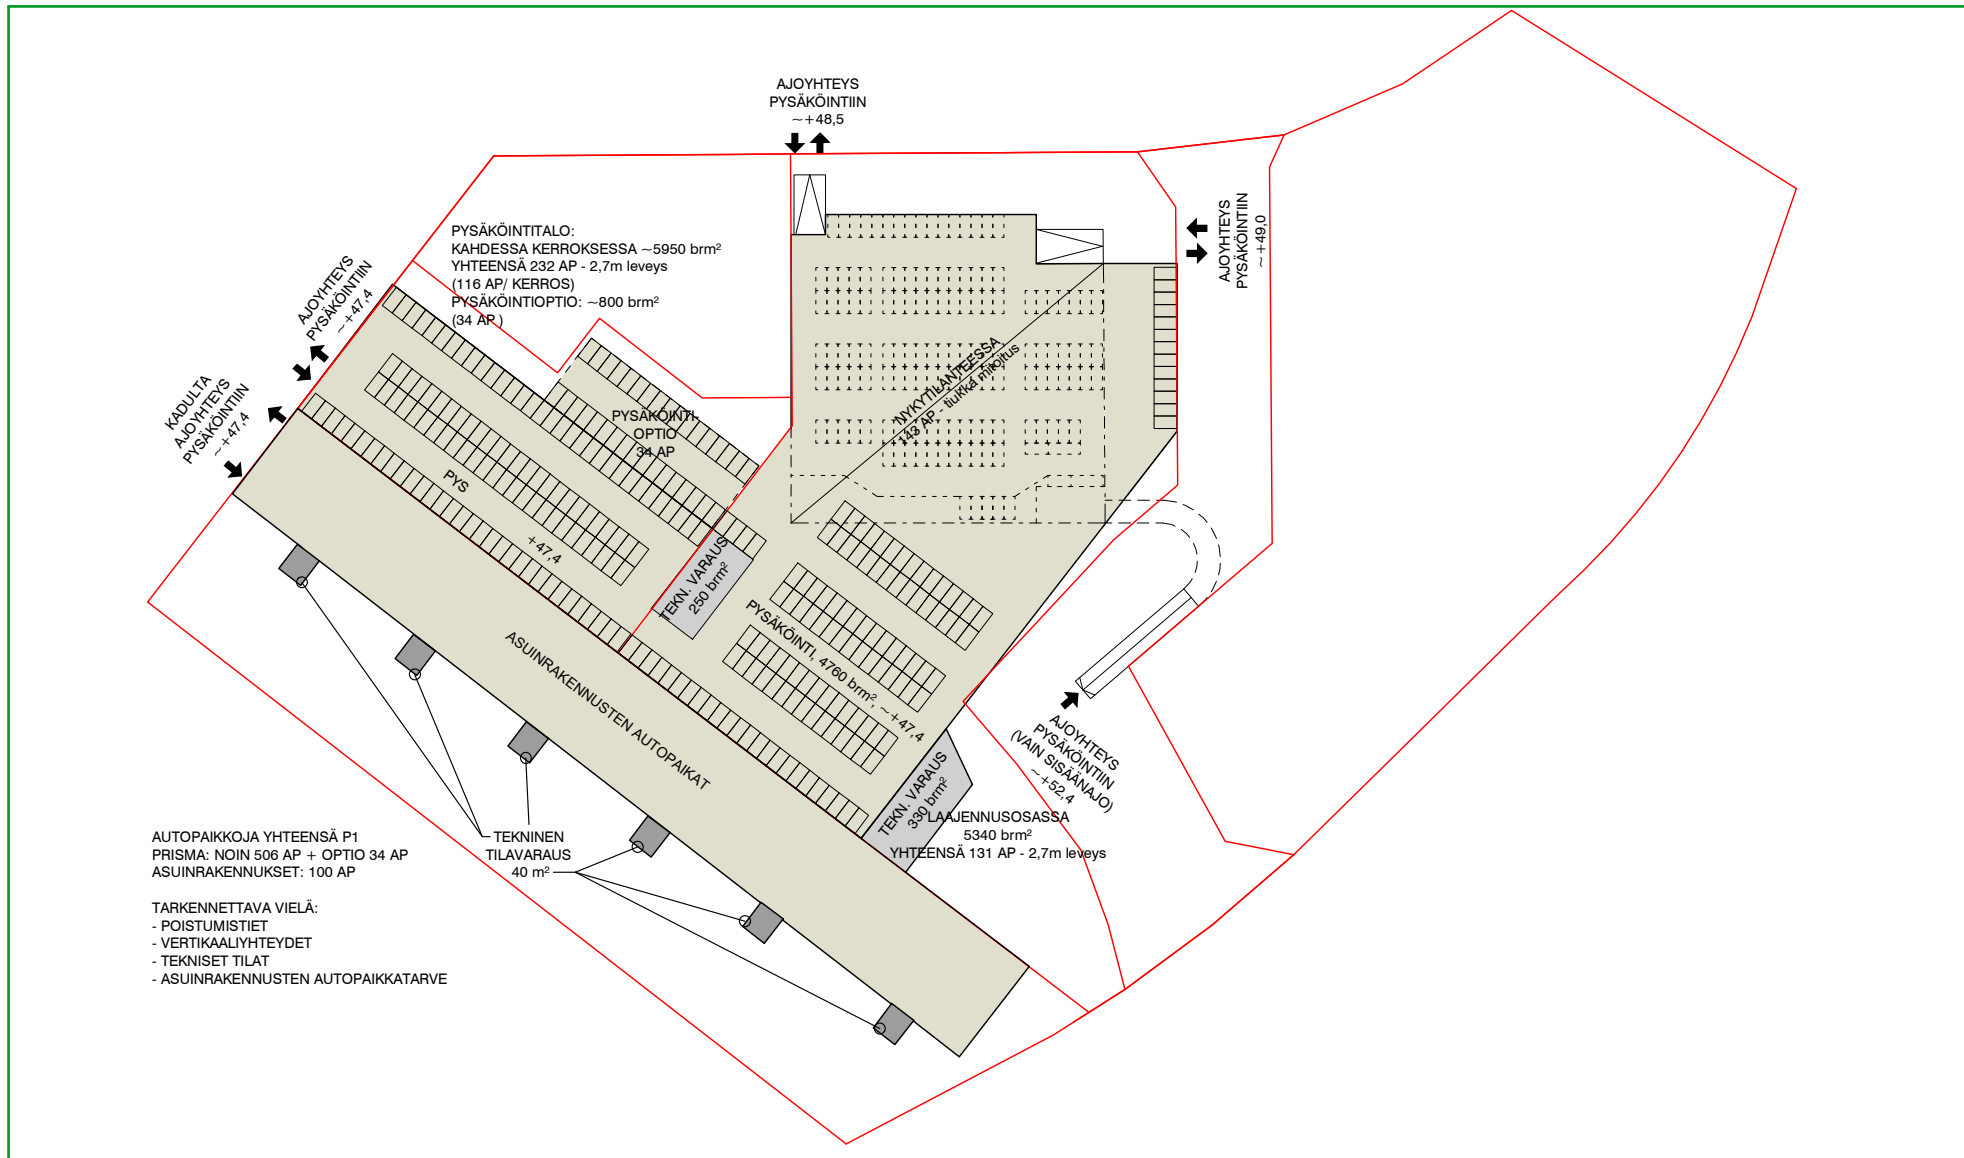 AJOYHTEYS
PYSÄKÖINTIIN
~+48,5
PYSÄKÖINTITALO:
KAHDESSA KERROKSESSA ~5950 brm²
YHTEENSÄ 232 AP - 2,7m leveys
(116 AP/ KERROS)
PYSÄKÖINTIOPTIO: ~800 brm²
(34 AP )
AJOYHTEYS
PYSÄKÖINTIIN
~+49,0
AJOYHTEYS
PYSÄKÖINTIIN
~+47,4
KADULTA
AJOYHTEYS
PYSÄKÖINTIIN
~+47,4
NYKYTILANTEESSA
143 AP - tiukka mitoitus
PYSÄKÖINTI-
OPTIO
34 AP
PYS
+47,4
TEKN. VARAUS
250 brm²
PYSÄKÖINTI, 4760 brm², ~+47,4
ASUINRAKENNUSTEN AUTOPAIKAT
AJOYHTEYS
PYSÄKÖINTIIN
(VAIN SISÄÄNAJO)
~+52,4
TEKN. VARAUS
330 brm²
LAAJENNUSOSASSA
5340 brm²
YHTEENSÄ 131 AP - 2,7m leveys
TEKNINEN
TILAVARAUS
40 m²
AUTOPAIKKOJA YHTEENSÄ P1
PRISMA: NOIN 506 AP + OPTIO 34 AP
ASUINRAKENNUKSET: 100 AP
TARKENNETTAVA VIELÄ:
- POISTUMISTIET
- VERTIKAALIYHTEYDET
- TEKNISET TILAT
- ASUINRAKENNUSTEN AUTOPAIKKATARVE